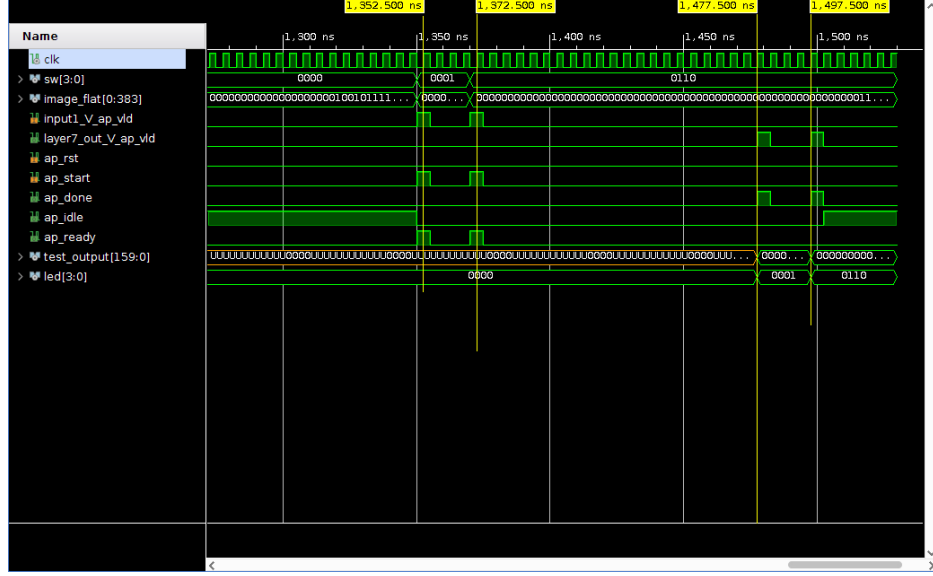 1,352.500 ns 1,372.500 ns 1,477.500 ns 1,497.500 ns
Name 1,300 ns 1,350 ns 1,400 ns 1,450 ns 1,500 ns
clk
sw[3:0] 0000 0001 0110
image_flat[0:383] 0000...
input1_V_ap_vld
layer7_out_V_ap_vld
ap_rst
ap_start
ap_done
ap_idle
ap_ready
test_output[159:0] 0000... 000000000...
led[3:0] 0000 0001 0110